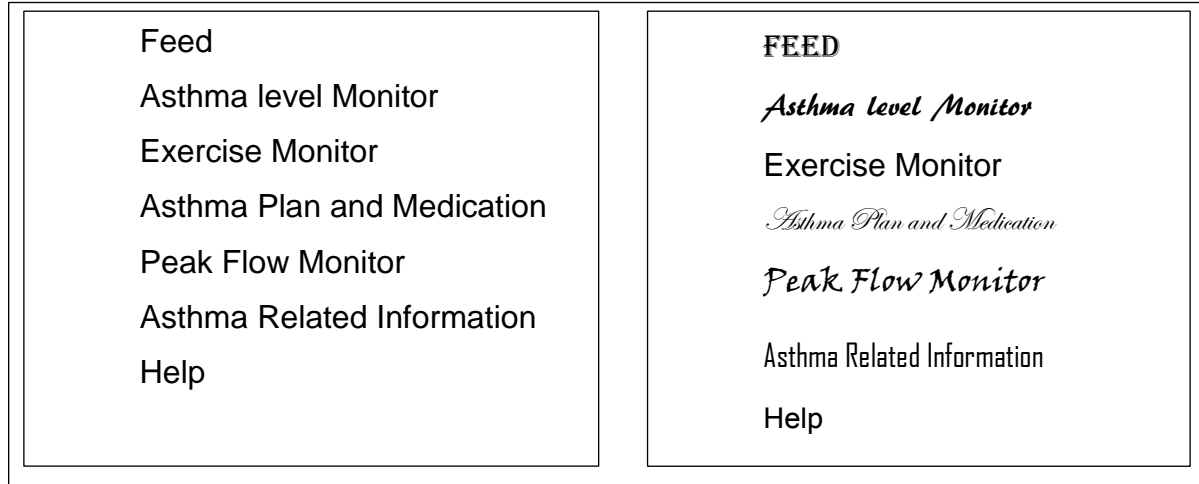 Feed
Asthma level Monitor
Exercise Monitor
Asthma Plan and Medication
Peak Flow Monitor
Asthma Related Information
Help
FEED
Asthma level Monitor
Exercise Monitor
Asthma Plan and Medication
Peak Flow Monitor
Asthma Related Information
Help